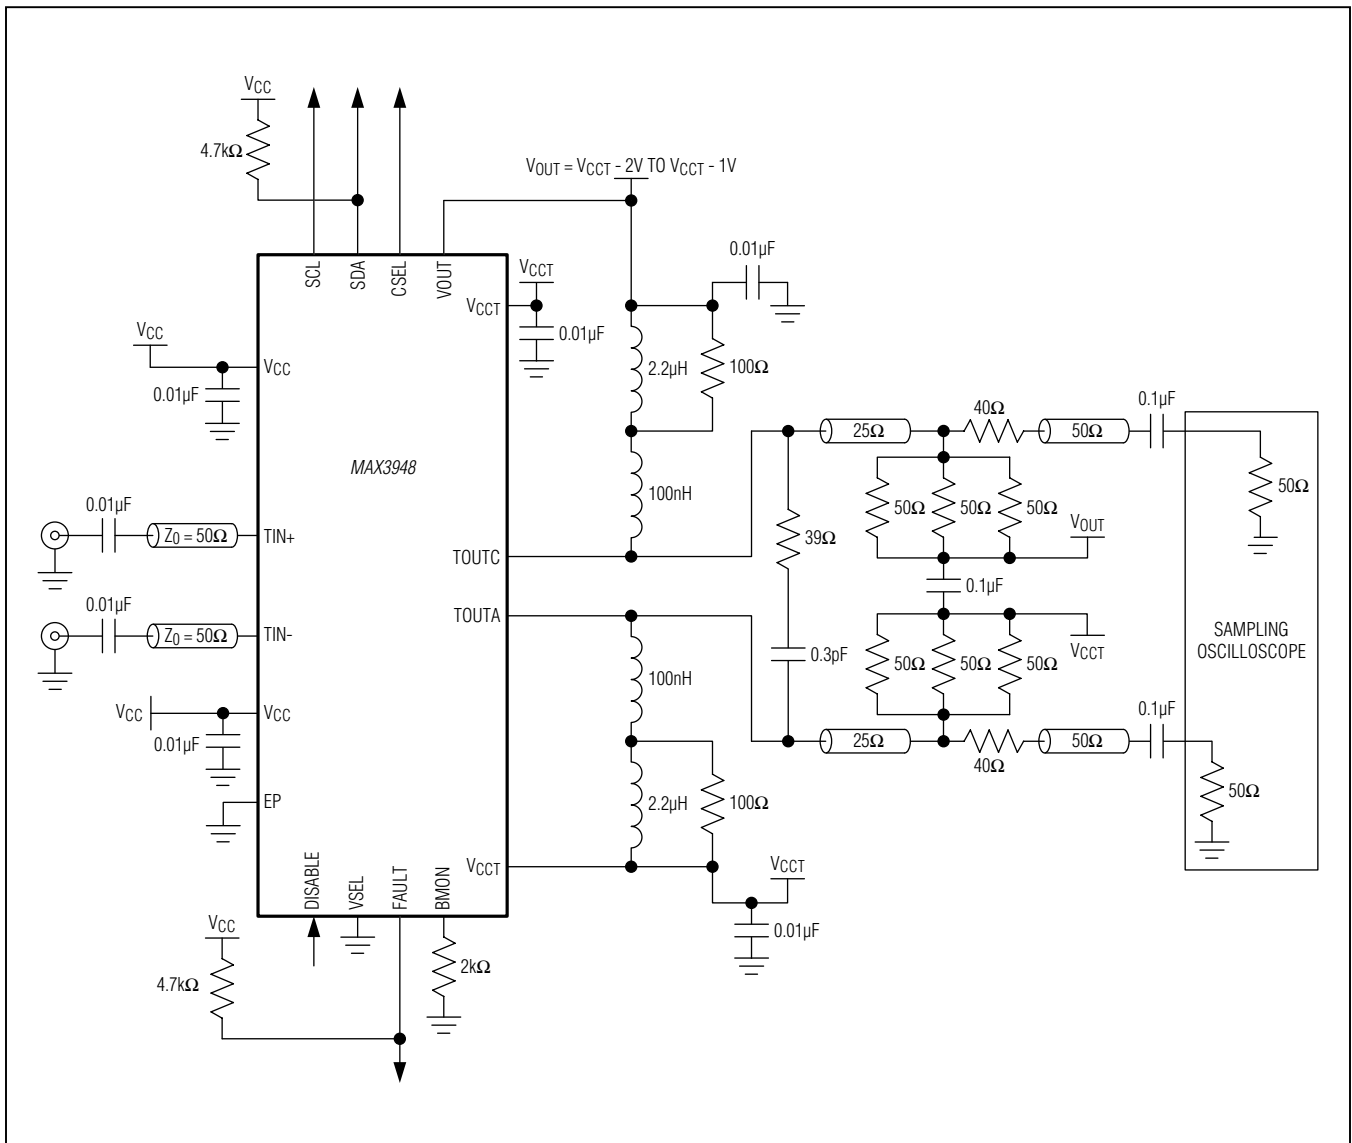 VCC
4.7kΩ
VOUT = VCCT - 2V TO VCCT - 1V
SCL
SDA
CSEL
VOUT
VCCT
VCCT
0.01µF
0.01µF
VCC
VCC
0.01µF
2.2µH
100Ω
MAX3948
100nH
40Ω
0.1µF
25Ω
50Ω
50Ω
50Ω
50Ω
50Ω
VOUT
39Ω
0.01µF
Z0 = 50Ω
TIN+
TOUTC
0.1µF
TOUTA
0.01µF
Z0 = 50Ω
TIN-
100nH
0.3pF
50Ω
50Ω
50Ω
VCCT
SAMPLING
OSCILLOSCOPE
VCC
VCC
0.01µF
25Ω
40Ω
50Ω
0.1µF
50Ω
2.2µH
100Ω
EP
VCCT
VCCT
0.01µF
DISABLE
VSEL
FAULT
BMON
VCC
4.7kΩ
2kΩ